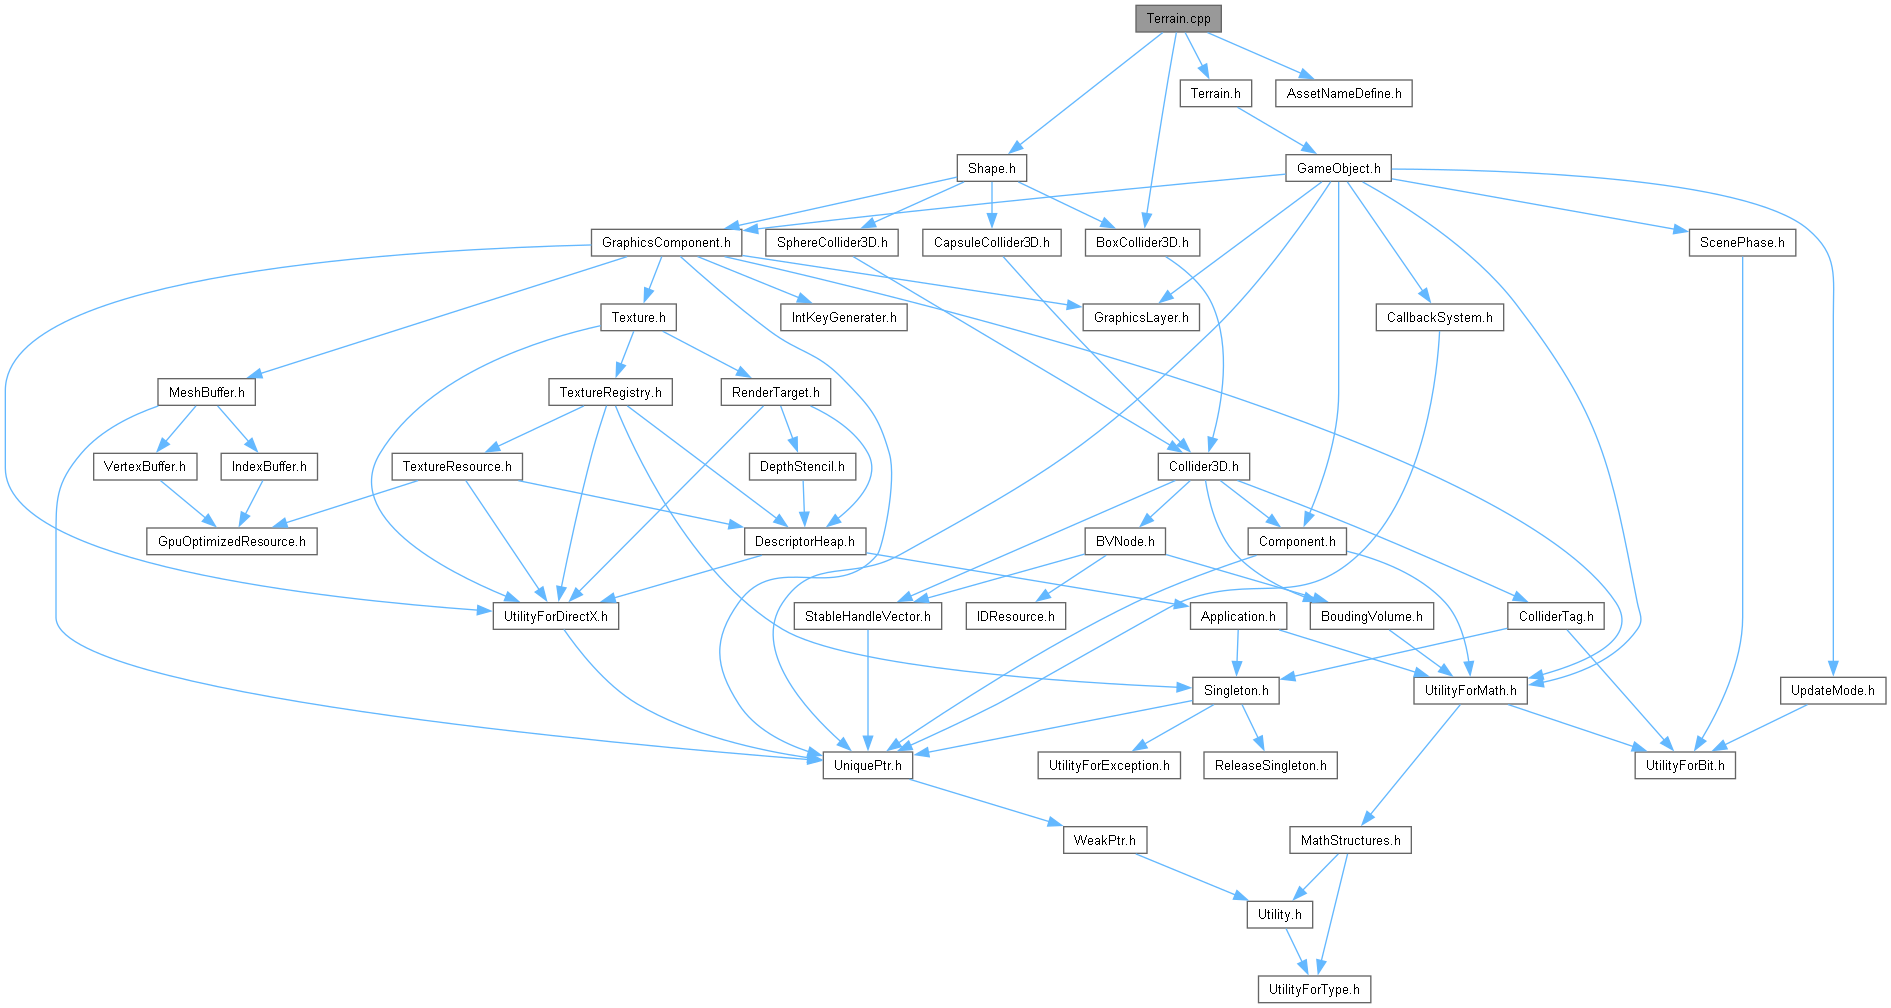 Terrain.cpp
Terrain.h
AssetNameDefine.h
Shape.h
GameObject.h
GraphicsComponent.h
SphereCollider3D.h
CapsuleCollider3D.h
BoxCollider3D.h
ScenePhase.h
Texture.h
IntKeyGenerater.h
GraphicsLayer.h
CallbackSystem.h
MeshBuffer.h
TextureRegistry.h
RenderTarget.h
VertexBuffer.h
IndexBuffer.h
TextureResource.h
DepthStencil.h
Collider3D.h
GpuOptimizedResource.h
DescriptorHeap.h
BVNode.h
Component.h
UtilityForDirectX.h
StableHandleVector.h
IDResource.h
Application.h
BoudingVolume.h
ColliderTag.h
Singleton.h
UtilityForMath.h
UpdateMode.h
UniquePtr.h
UtilityForException.h
ReleaseSingleton.h
UtilityForBit.h
WeakPtr.h
MathStructures.h
Utility.h
UtilityForType.h